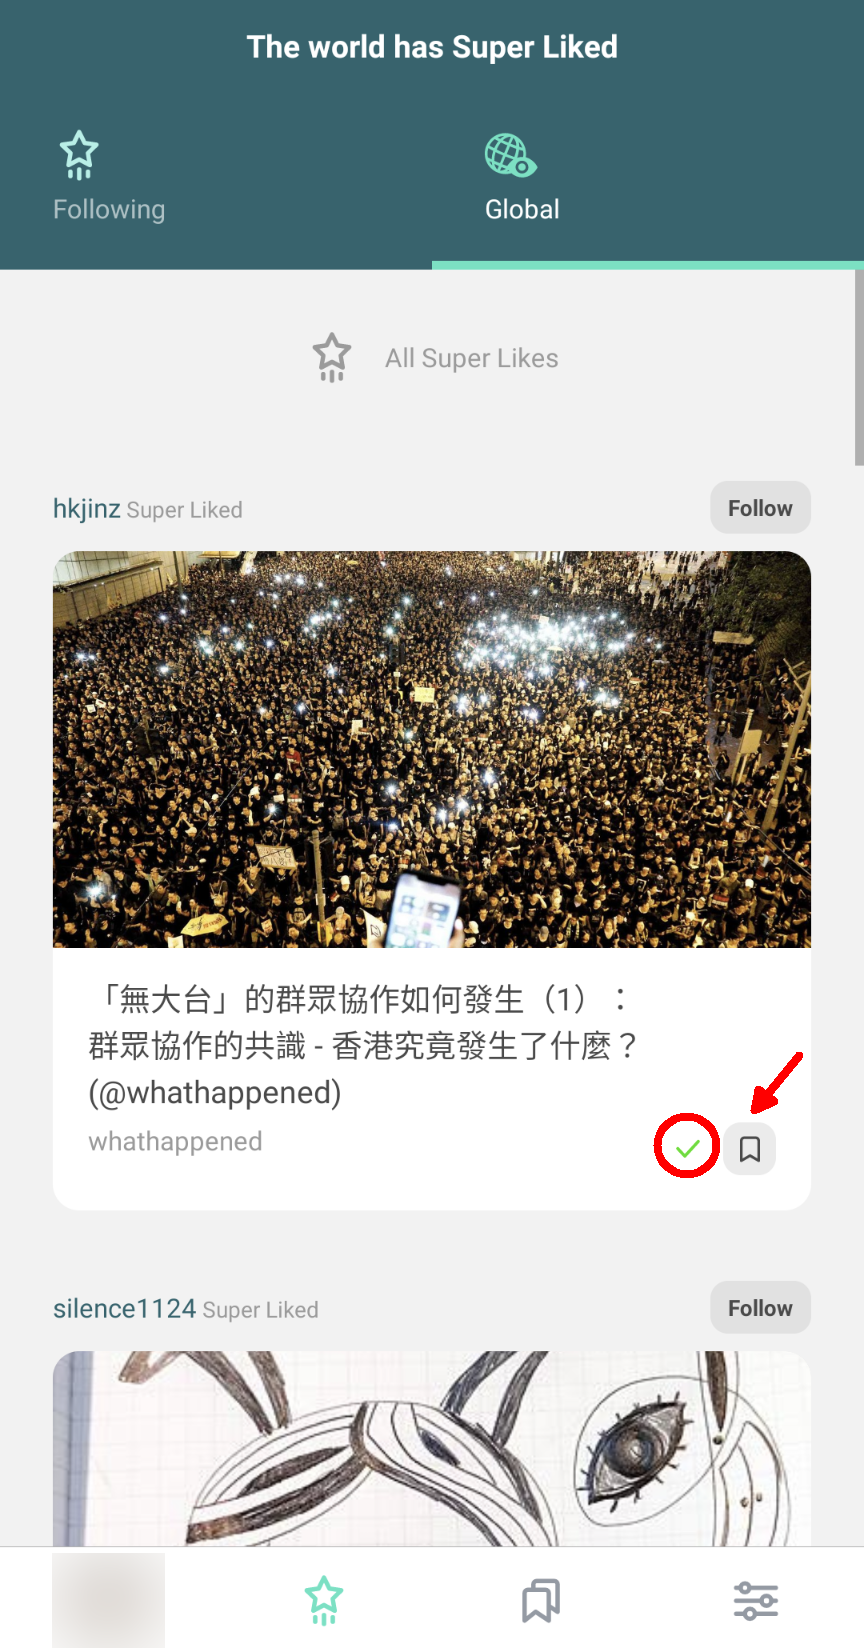 The world has Super Liked
Following
Global
All Super Likes
hkjinz Super Liked
Follow
「無大台」的群眾協作如何發生（1）：
群眾協作的共識 - 香港究竟發生了什麼？
(@whathappened)
whathappened
silence1124 Super Liked
Follow